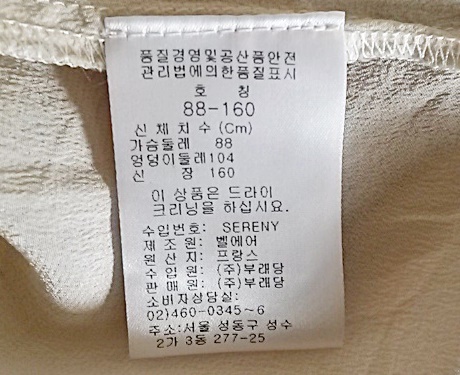 품질경영및공산품안전
관리법에의한품질표시
호 칭
88-160
신체치수(Cm)
가슴둘레 88
엉덩이둘레104
신 장 160
이 상품은 드라이
크리닝을 하십시요.
수입번호: SERENY
제 조 원: 벨에어
원 산 지: 프랑스
수 입 원: (주)부래당
판 매 원: (주)부래당
소비자상담실:
02)460-0345~6
주소:서울 성동구 성수
2가 3동 277-25